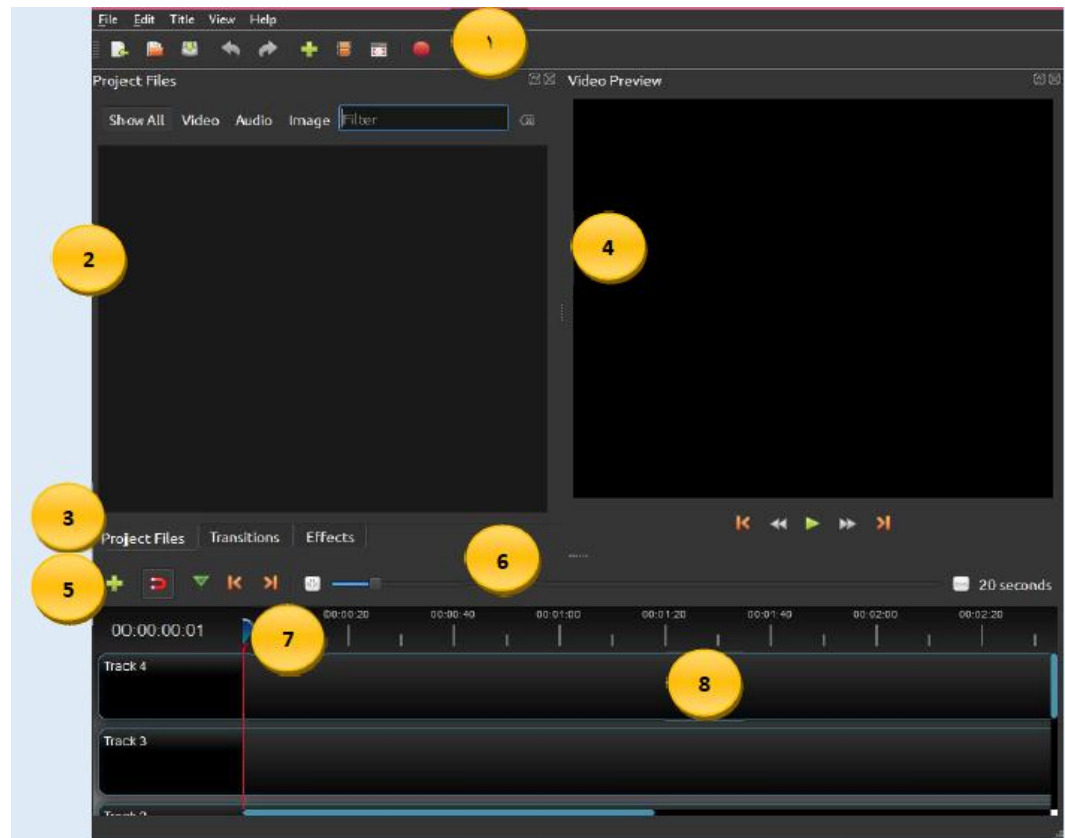 File Edit Title View Help
١
Project Files
Video Preview
Show All Video Audio Image Filter
2
4
3
Project Files Transitions Effects
6
5
20 seconds
00:00:20 00:00:40 00:01:00 00:01:20 00:01:40 00:02:00 00:02:20
00:00:00:01
7
Track 4
8
Track 3